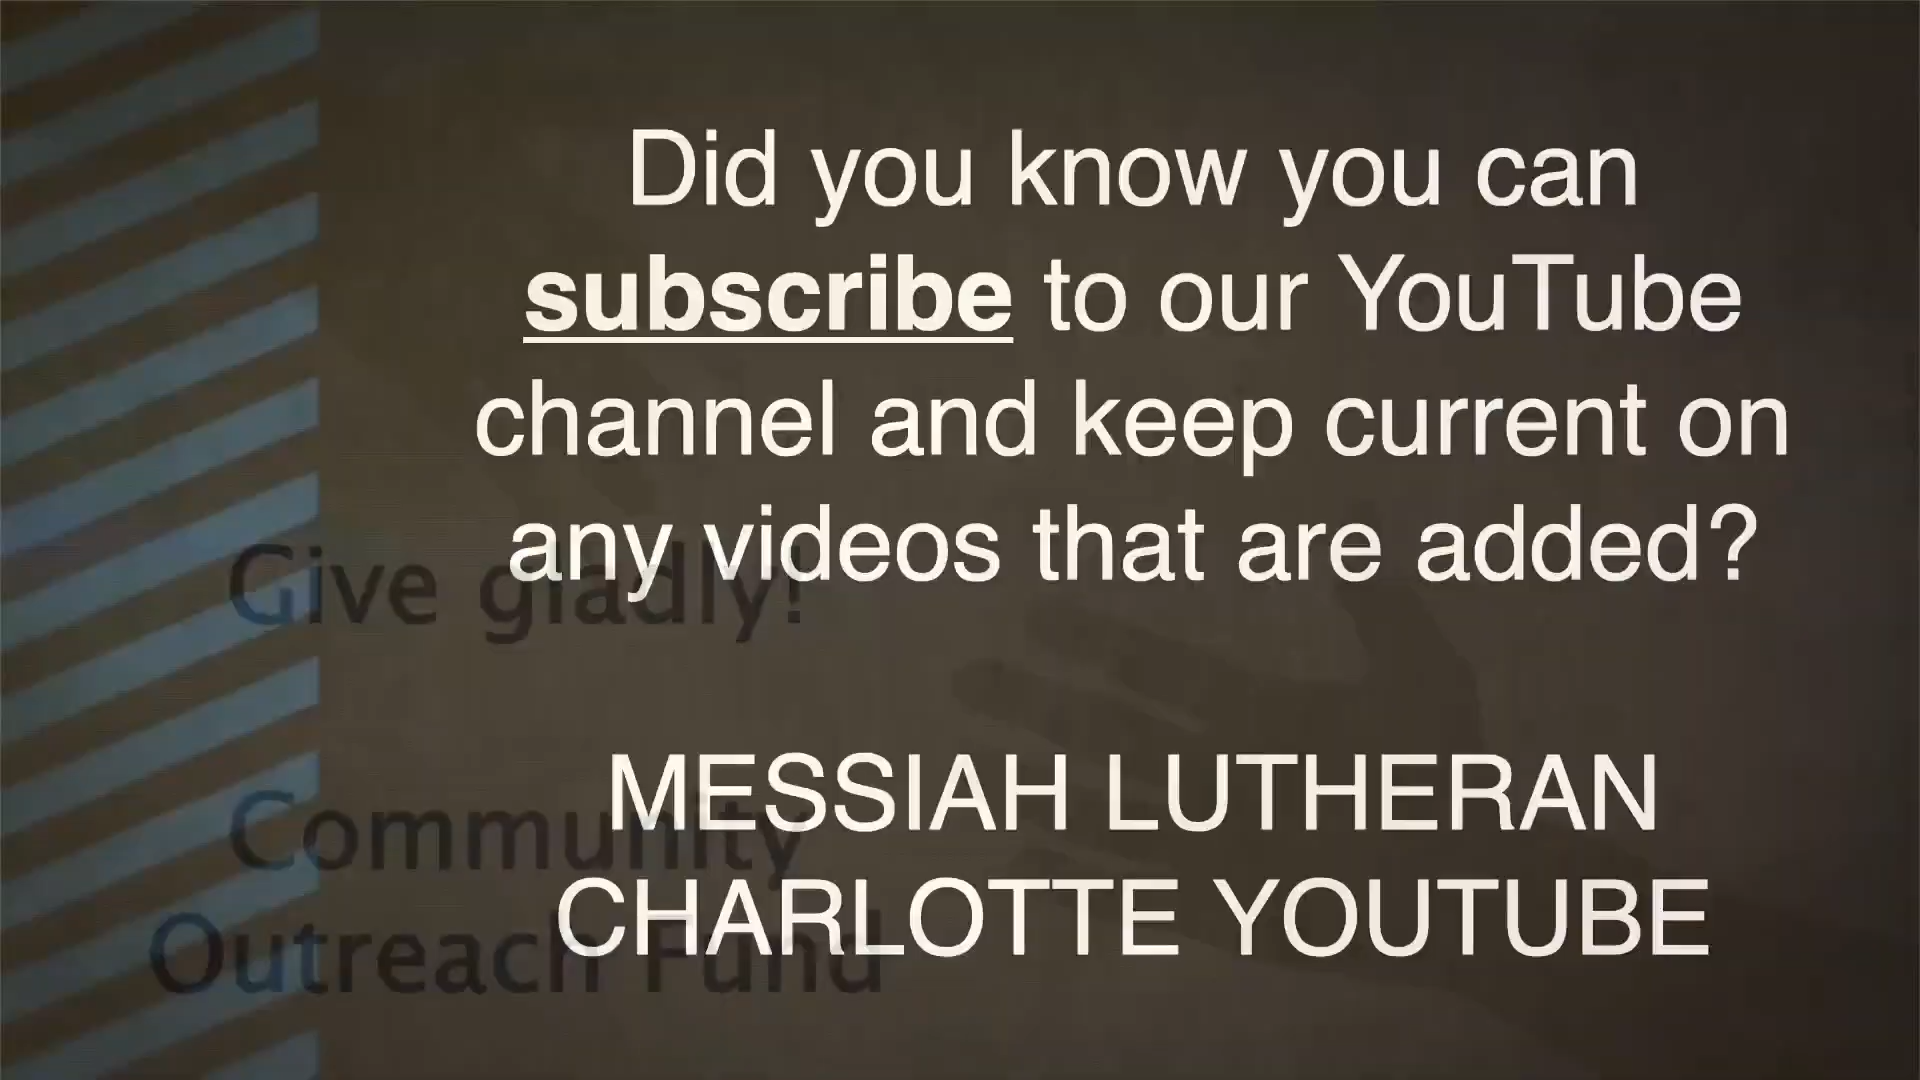 Did you know you can
subscribe to our YouTube
channel and keep current on
any videos that are added?
MESSIAH LUTHERAN
CHARLOTTE YOUTUBE
Give gladly!
Community
Outreach Fund